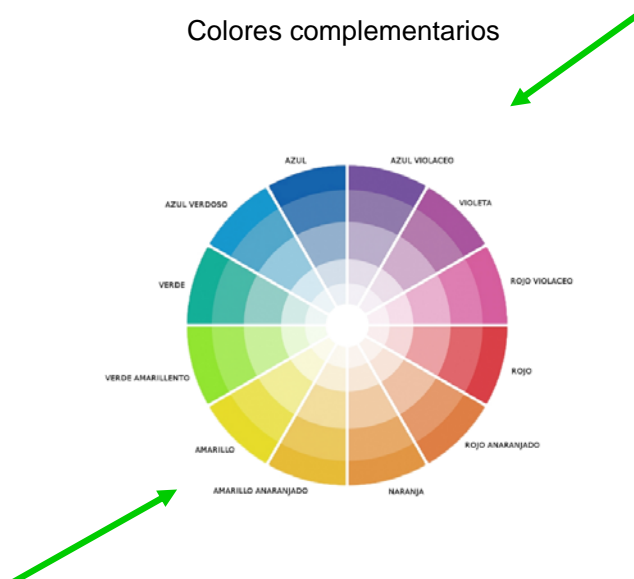 Colores complementarios
AZUL
AZUL VIOLACEO
AZUL VERDOSO
VIOLETA
VERDE
ROJO VIOLACEO
VERDE AMARILLENTO
ROJO
AMARILLO
ROJO ANARANJADO
AMARILLO ANARANJADO
NARANJA